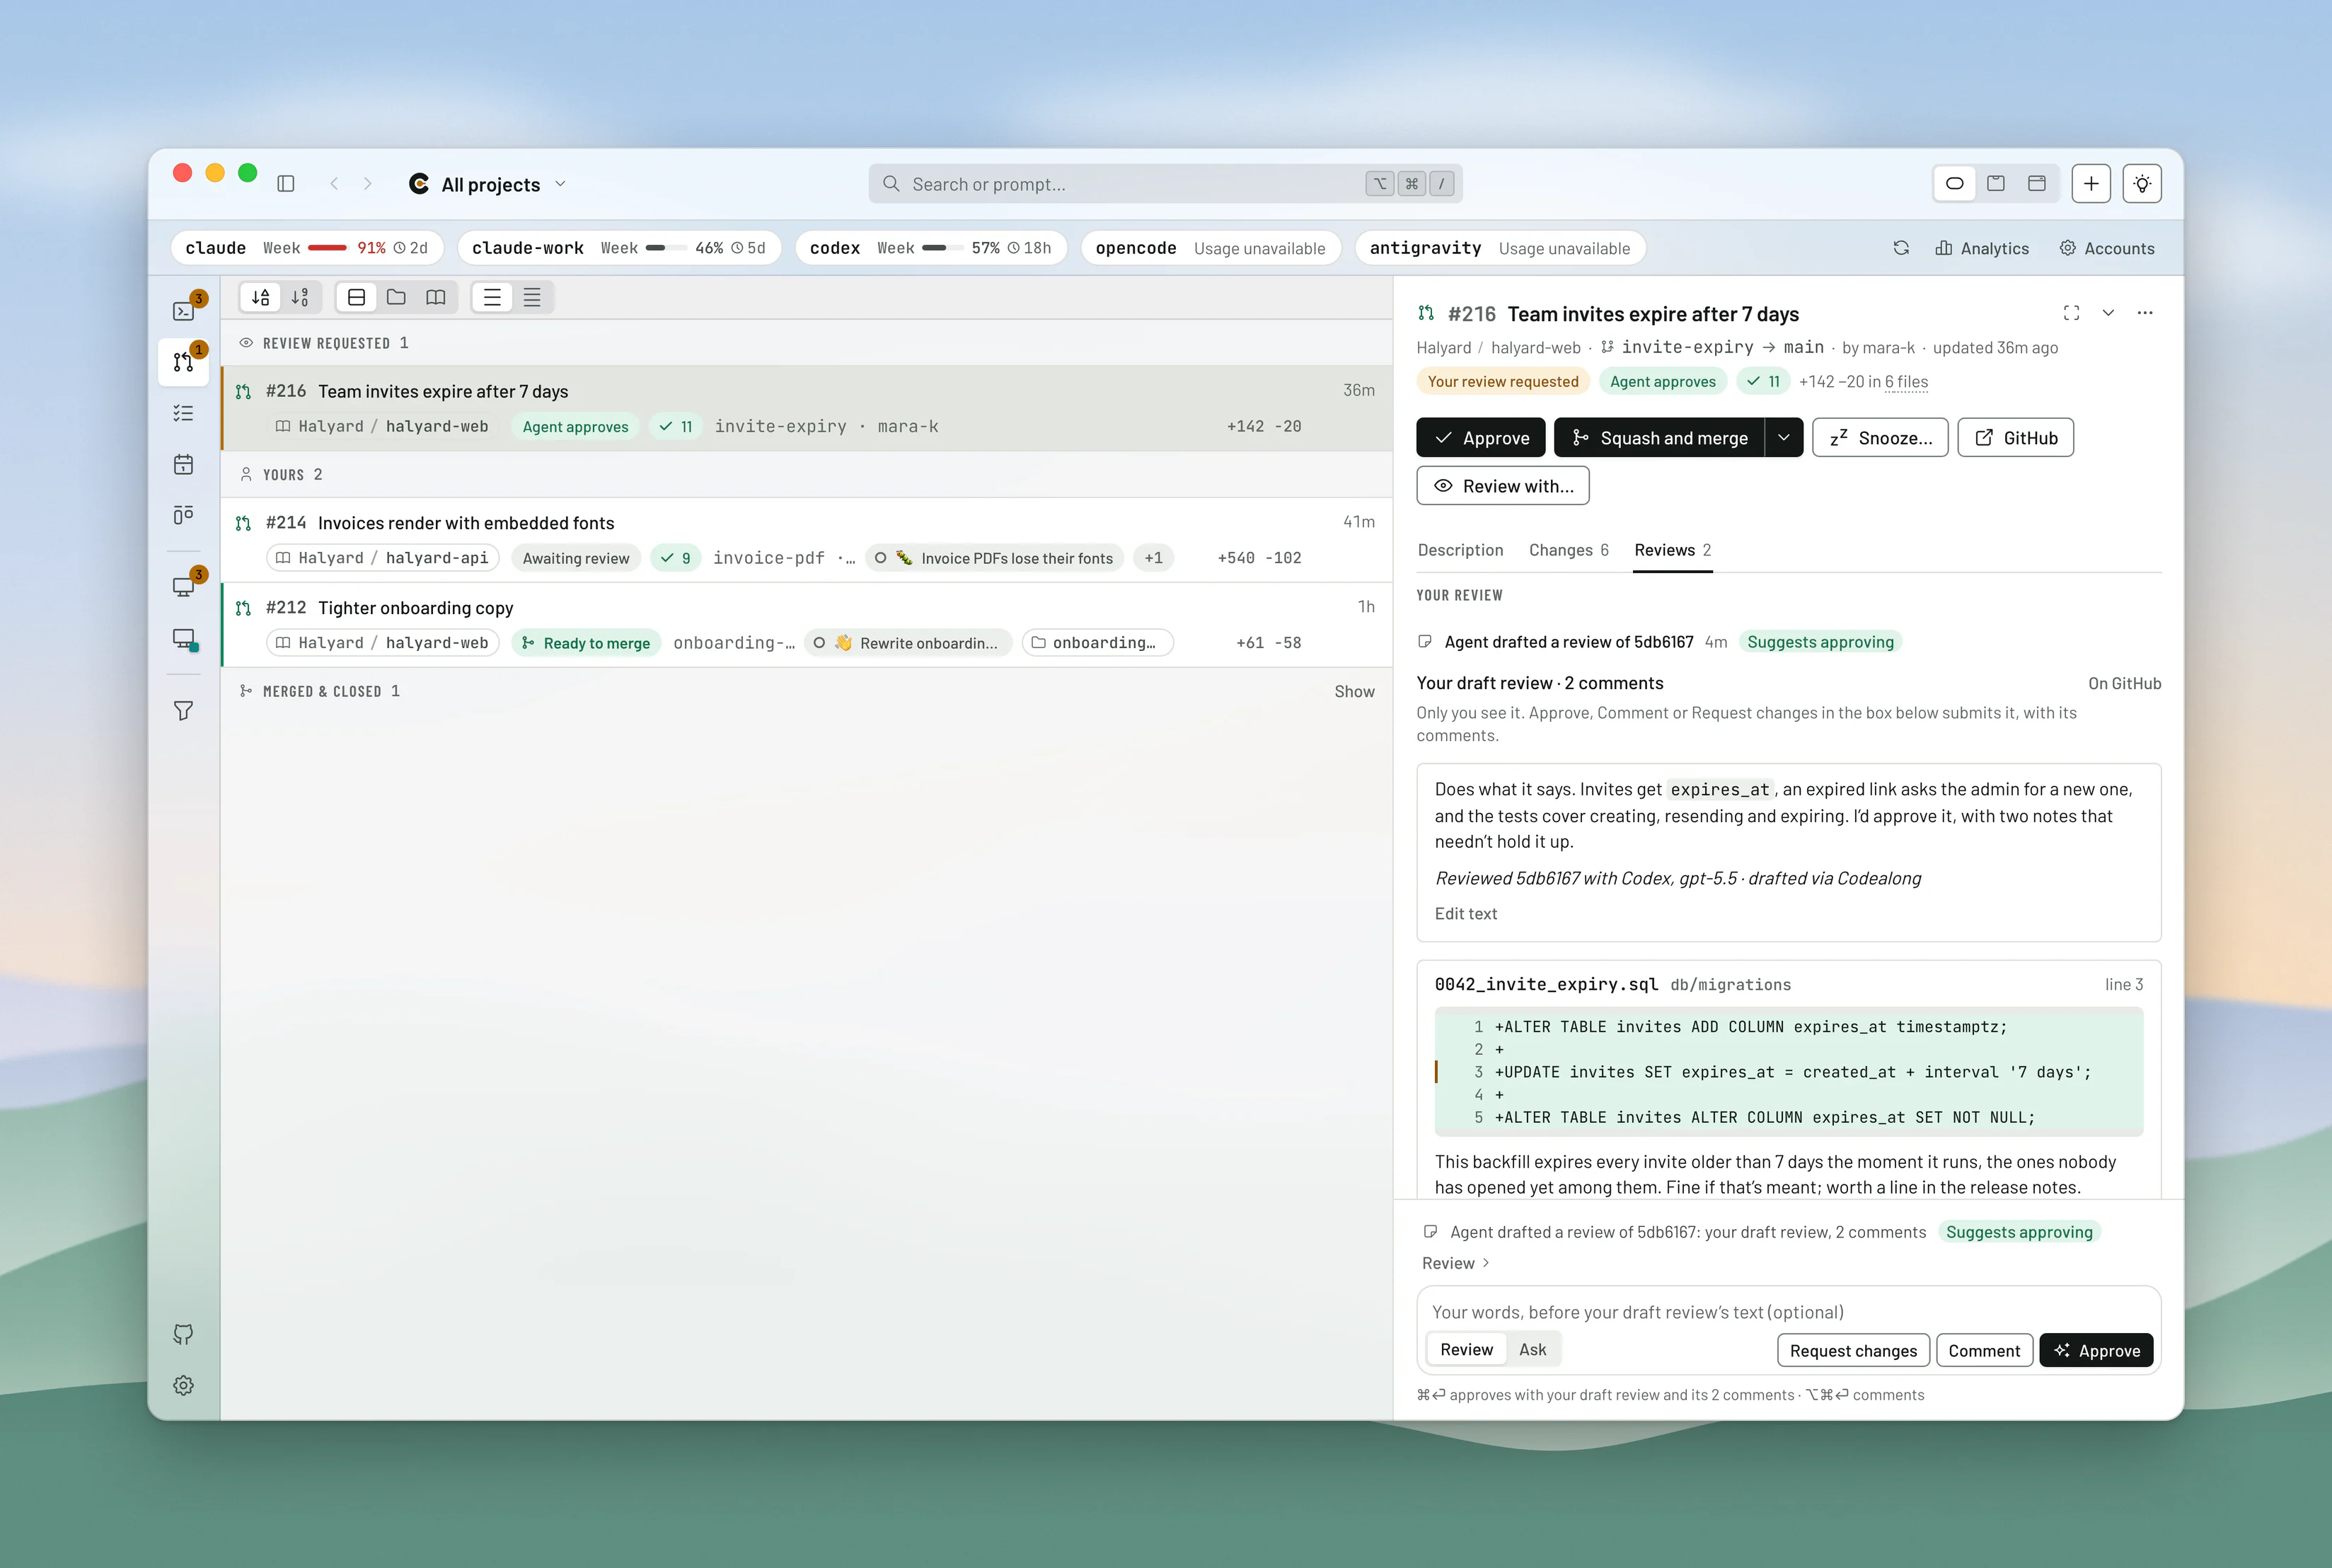 All projects
Search or prompt...
⌥ ⌘ /
claude Week 91% 2d
claude-work Week 46% 5d
codex Week 57% 18h
opencode Usage unavailable
antigravity Usage unavailable
Analytics
Accounts
3
1
3
REVIEW REQUESTED 1
#216 Team invites expire after 7 days 36m
Halyard / halyard-web Agent approves 11 invite-expiry · mara-k +142 -20
YOURS 2
#214 Invoices render with embedded fonts 41m
Halyard / halyard-api Awaiting review 9 invoice-pdf ·… Invoice PDFs lose their fonts +1 +540 -102
#212 Tighter onboarding copy 1h
Halyard / halyard-web Ready to merge onboarding-… Rewrite onboardin… onboarding… +61 -58
MERGED & CLOSED 1 Show
#216 Team invites expire after 7 days
Halyard / halyard-web · invite-expiry → main · by mara-k · updated 36m ago
Your review requested Agent approves 11 +142 −20 in 6 files
Approve
Squash and merge
zZ Snooze...
GitHub
Review with...
Description Changes 6 Reviews 2
YOUR REVIEW
Agent drafted a review of 5db6167 4m Suggests approving
Your draft review · 2 comments On GitHub
Only you see it. Approve, Comment or Request changes in the box below submits it, with its
comments.
Does what it says. Invites get expires_at, an expired link asks the admin for a new one,
and the tests cover creating, resending and expiring. I’d approve it, with two notes that
needn’t hold it up.
Reviewed 5db6167 with Codex, gpt-5.5 · drafted via Codealong
Edit text
0042_invite_expiry.sql db/migrations line 3
1 +ALTER TABLE invites ADD COLUMN expires_at timestamptz;
2 +
3 +UPDATE invites SET expires_at = created_at + interval '7 days';
4 +
5 +ALTER TABLE invites ALTER COLUMN expires_at SET NOT NULL;
This backfill expires every invite older than 7 days the moment it runs, the ones nobody
has opened yet among them. Fine if that’s meant; worth a line in the release notes.
Agent drafted a review of 5db6167: your draft review, 2 comments Suggests approving
Review
Your words, before your draft review’s text (optional)
Review Ask Request changes Comment Approve
⌘⏎ approves with your draft review and its 2 comments · ⌥⌘⏎ comments